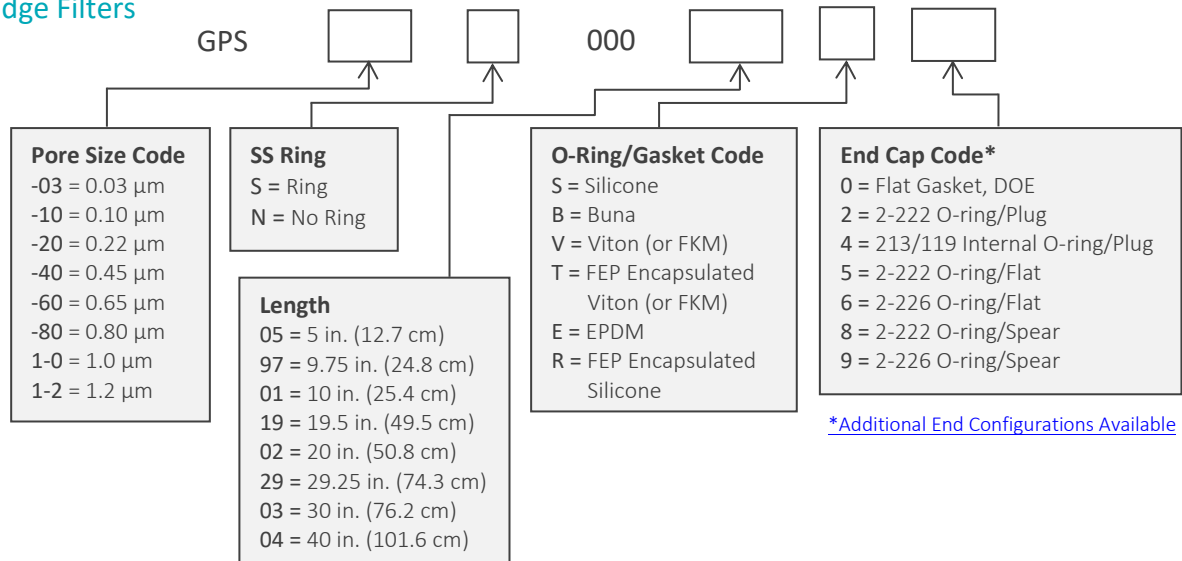 dge Filters
GPS 000
Pore Size Code
-03 = 0.03 µm
-10 = 0.10 µm
-20 = 0.22 µm
-40 = 0.45 µm
-60 = 0.65 µm
-80 = 0.80 µm
1-0 = 1.0 µm
1-2 = 1.2 µm
SS Ring
S = Ring
N = No Ring
Length
05 = 5 in. (12.7 cm)
97 = 9.75 in. (24.8 cm)
01 = 10 in. (25.4 cm)
19 = 19.5 in. (49.5 cm)
02 = 20 in. (50.8 cm)
29 = 29.25 in. (74.3 cm)
03 = 30 in. (76.2 cm)
04 = 40 in. (101.6 cm)
O-Ring/Gasket Code
S = Silicone
B = Buna
V = Viton (or FKM)
T = FEP Encapsulated
Viton (or FKM)
E = EPDM
R = FEP Encapsulated
Silicone
End Cap Code*
0 = Flat Gasket, DOE
2 = 2-222 O-ring/Plug
4 = 213/119 Internal O-ring/Plug
5 = 2-222 O-ring/Flat
6 = 2-226 O-ring/Flat
8 = 2-222 O-ring/Spear
9 = 2-226 O-ring/Spear
*Additional End Configurations Available